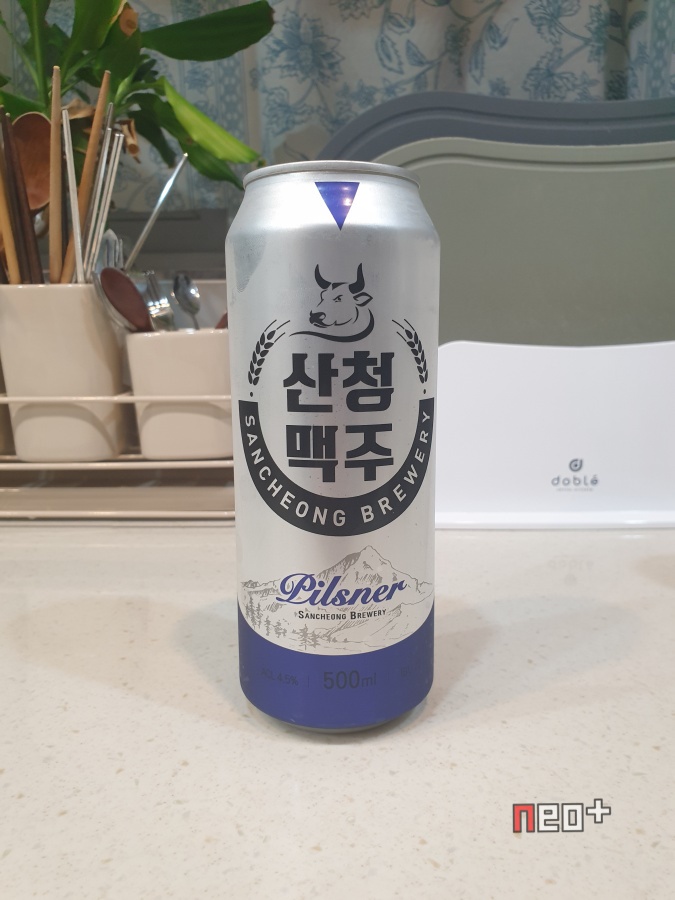 산청
맥주
SANCHEONG BREWERY
Pilsner
SANCHEONG BREWERY
500ml
doblé
neo+